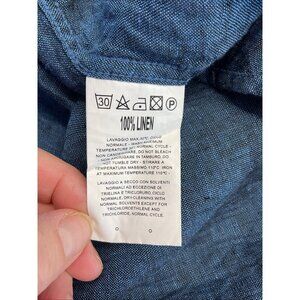 30 P
100% LINEN
LAVAGGIO MAX. 30°C. CICLO
NORMALE - WASH MAXIMUM
TEMPERATURE 30°C, NORMAL CYCLE
NON CANDEGGIARE, DO NOT BLEACH
NON ASCIUGARE IN TAMBURO, DO
NOT TUMBLE DRY - STIRARE A
TEMPERATURA MASSIMA 110°C IRON
AT MAXIMUM TEMPERATURE 110°C -
LAVAGGIO A SECCO CON SOLVENTI
NORMALI AD ECCEZIONE DI
TRIELINA E TRICLORURO, CICLO
NORMALE, DRY-CLEANING WITH
NORMAL SOLVENTS EXCEPT FOR
TRICHLOROETHYLENE AND
TRICHLORIDE, NORMAL CYCLE.